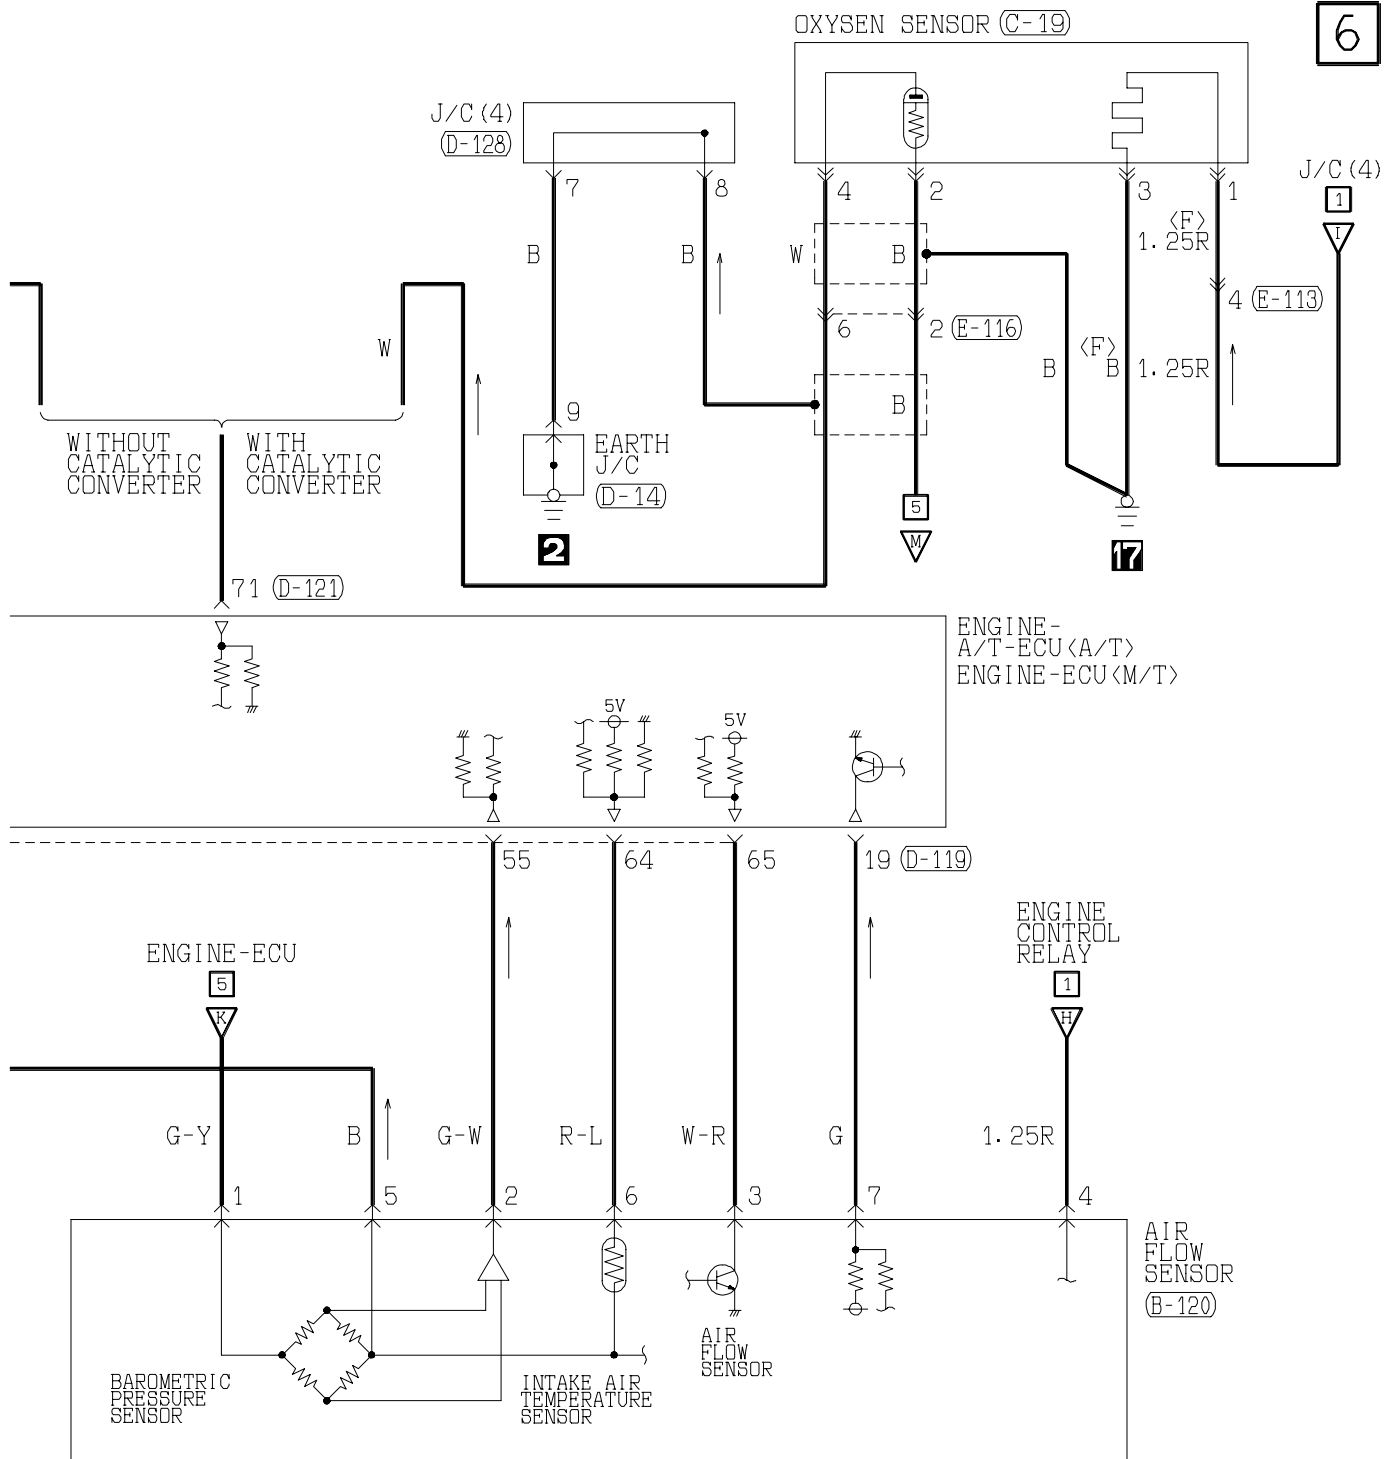 6
OXYSEN SENSOR (C-19)
J/C(4)
(D-128)
J/C(4)
1
I
7
8
4
2
3
1
<F>
1.25R
B
B
W
B
4 (E-113)
6
2 (E-116)
W
<F>
B
B
1.25R
B
9
WITHOUT
CATALYTIC
CONVERTER
WITH
CATALYTIC
CONVERTER
EARTH
J/C
(D-14)
5
M
2
17
71 (D-121)
ENGINE-
A/T-ECU<A/T>
ENGINE-ECU<M/T>
5V
5V
55
64
65
19 (D-119)
ENGINE
CONTROL
RELAY
1
H
ENGINE-ECU
5
K
G-Y
B
G-W
R-L
W-R
G
1.25R
1
5
2
6
3
7
4
AIR
FLOW
SENSOR
(B-120)
AIR
FLOW
SENSOR
BAROMETRIC
PRESSURE
SENSOR
INTAKE AIR
TEMPERATURE
SENSOR